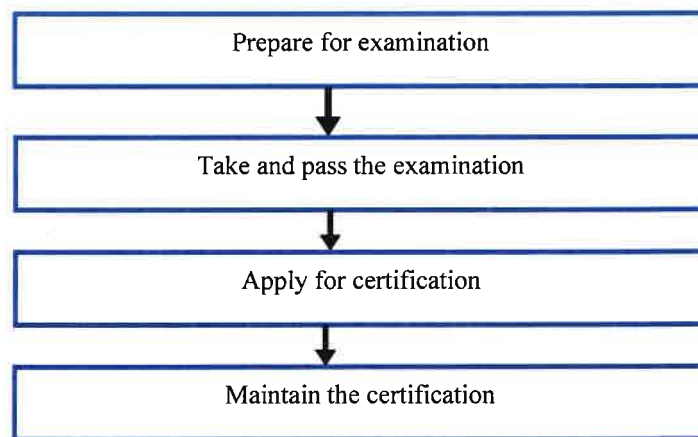 Prepare for examination
Take and pass the examination
Apply for certification
Maintain the certification